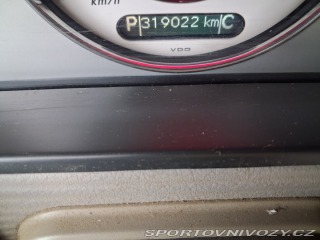 km/h
P 319022 km C
VDO
SPORTOVNIVOZY.CZ